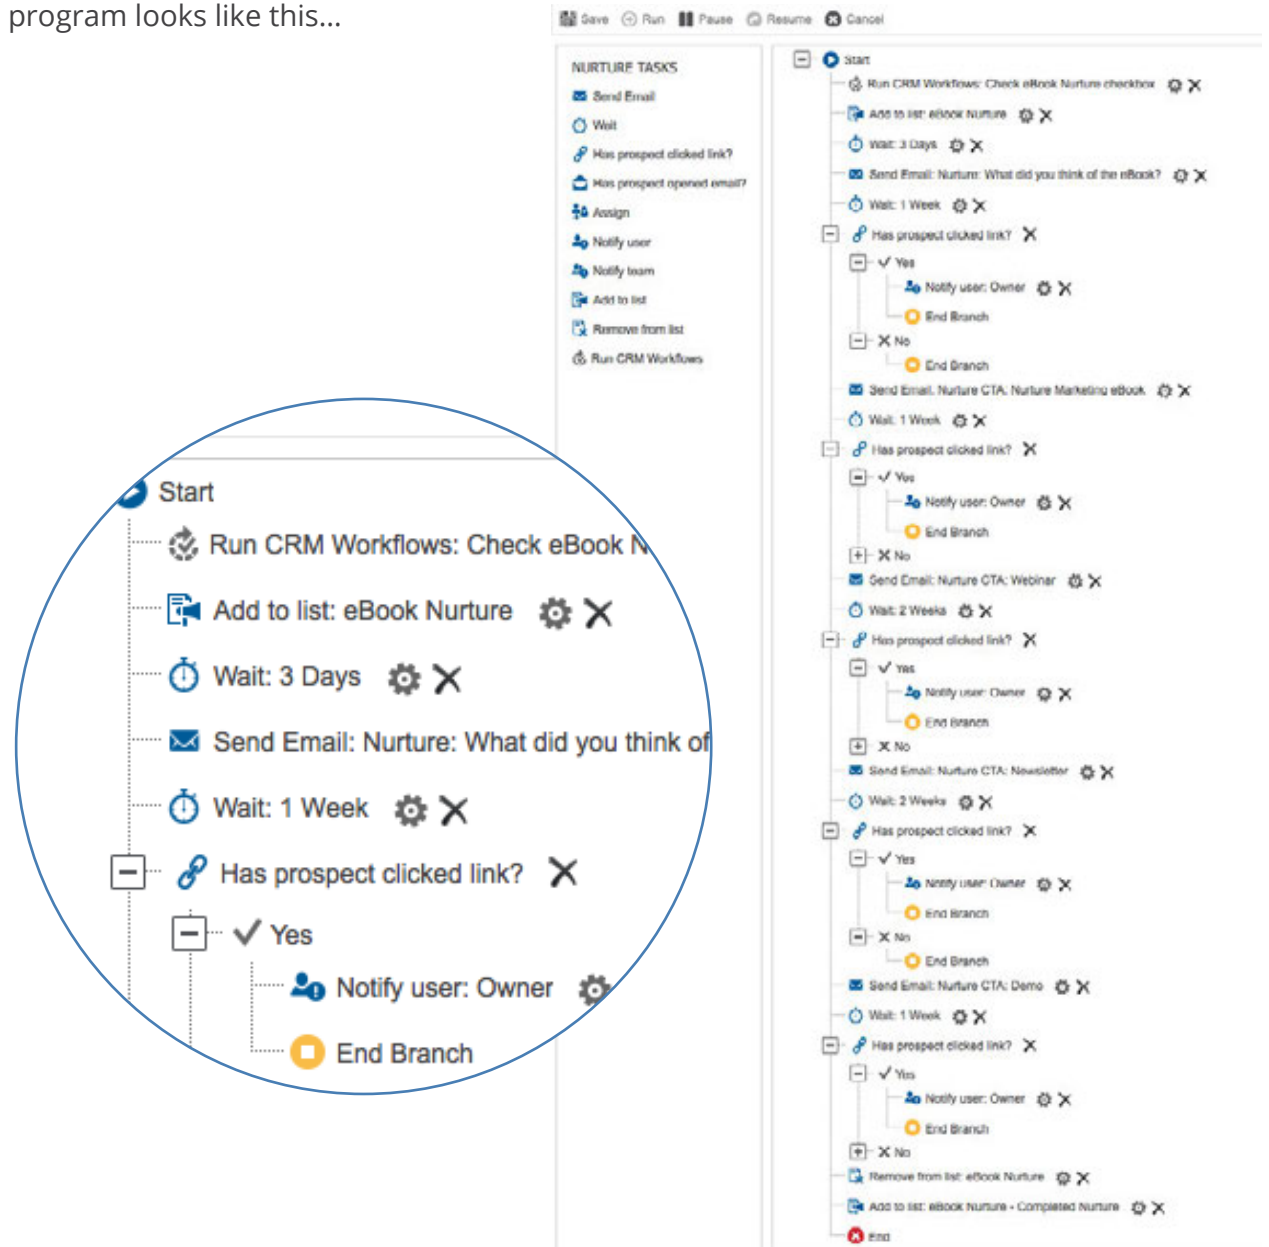 program looks like this...
Save Run Pause Resume Cancel
NURTURE TASKS
Send Email
Wait
Has prospect clicked link?
Has prospect opened email?
Assign
Notify user
Notify team
Add to list
Remove from list
Run CRM Workflows
Start
Run CRM Workflows: Check eBook Nurture checkbox
Add to list: eBook Nurture
Wait: 3 Days
Send Email: Nurture: What did you think of the eBook?
Wait: 1 Week
Has prospect clicked link?
Yes
Notify user: Owner
End Branch
No
End Branch
Send Email: Nurture CTA: Nurture Marketing eBook
Wait: 1 Week
Has prospect clicked link?
Yes
Notify user: Owner
End Branch
No
Send Email: Nurture CTA: Webinar
Wait: 2 Weeks
Has prospect clicked link?
Yes
Notify user: Owner
End Branch
No
Send Email: Nurture CTA: Newsletter
Wait: 2 Weeks
Has prospect clicked link?
Yes
Notify user: Owner
End Branch
No
End Branch
Send Email: Nurture CTA: Demo
Wait: 1 Week
Has prospect clicked link?
Yes
Notify user: Owner
End Branch
No
Remove from list: eBook Nurture
Add to list: eBook Nurture - Completed Nurture
End
Start
Run CRM Workflows: Check eBook N
Add to list: eBook Nurture
Wait: 3 Days
Send Email: Nurture: What did you think of
Wait: 1 Week
Has prospect clicked link?
Yes
Notify user: Owner
End Branch